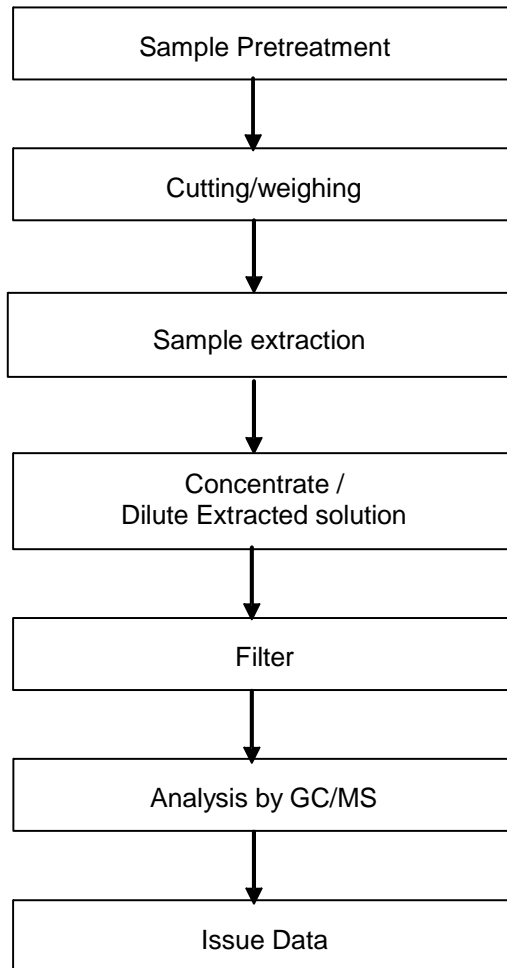 Sample Pretreatment
Cutting/weighing
Sample extraction
Concentrate /
Dilute Extracted solution
Filter
Analysis by GC/MS
Issue Data